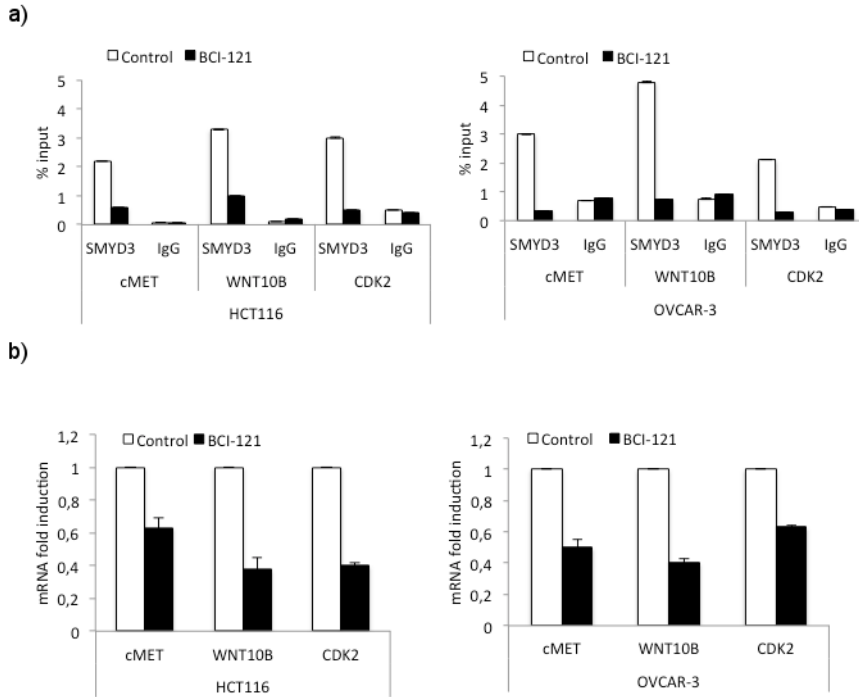 a)
Control BCI-121
5
4
3
2
1
0
% input
SMYD3 IgG SMYD3 IgG SMYD3 IgG
cMET WNT10B CDK2
HCT116
Control BCI-121
5
4
3
2
1
0
% input
SMYD3 IgG SMYD3 IgG SMYD3 IgG
cMET WNT10B CDK2
OVCAR-3
b)
Control BCI-121
1,2
1
0,8
0,6
0,4
0,2
0
mRNA fold induction
cMET WNT10B CDK2
HCT116
Control BCI-121
1,2
1
0,8
0,6
0,4
0,2
0
mRNA fold induction
cMET WNT10B CDK2
OVCAR-3